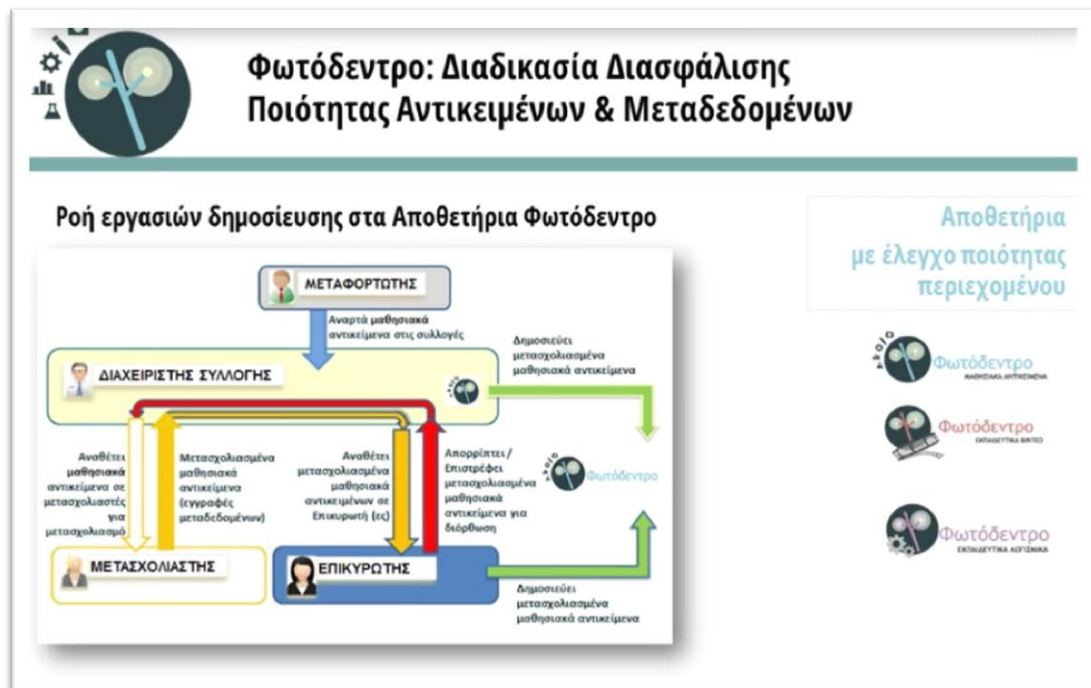 Φωτόδεντρο: Διαδικασία Διασφάλισης
Ποιότητας Αντικειμένων & Μεταδεδομένων
Ροή εργασιών δημοσίευσης στα Αποθετήρια Φωτόδεντρο
ΜΕΤΑΦΟΡΤΩΤΗΣ
Αναρτά μαθησιακά
αντικείμενα στις συλλογές
ΔΙΑΧΕΙΡΙΣΤΗΣ ΣΥΛΛΟΓΗΣ
Δημοσιεύει
μετασχολιασμένα
μαθησιακά αντικείμενα
Αναθέτει
μαθησιακά
αντικείμενα σε
μετασχολιαστές
για
μετασχολιασμό
Μετασχολιασμένα
μαθησιακά
αντικείμενα
(εγγραφές
μεταδεδομένων)
Αναθέτει
μετασχολιασμένα
μαθησιακά
αντικειμένων σε
Επικυρωτή (ες)
Απορρίπτει /
Επιστρέφει
μετασχολιασμένα
μαθησιακά
αντικείμενα για
διόρθωση
Φωτόδεντρο
ΜΕΤΑΣΧΟΛΙΑΣΤΗΣ
ΕΠΙΚΥΡΩΤΗΣ
Δημοσιεύει
μετασχολιασμένα
μαθησιακά αντικείμενα
Αποθετήρια
με έλεγχο ποιότητας
περιεχομένου
Φωτόδεντρο
ΜΑΘΗΣΙΑΚΑ ΑΝΤΙΚΕΙΜΕΝΑ
Φωτόδεντρο
ΕΚΠΑΙΔΕΥΤΙΚΑ ΒΙΝΤΕΟ
Φωτόδεντρο
ΕΚΠΑΙΔΕΥΤΙΚΑ ΛΟΓΙΣΜΙΚΑ